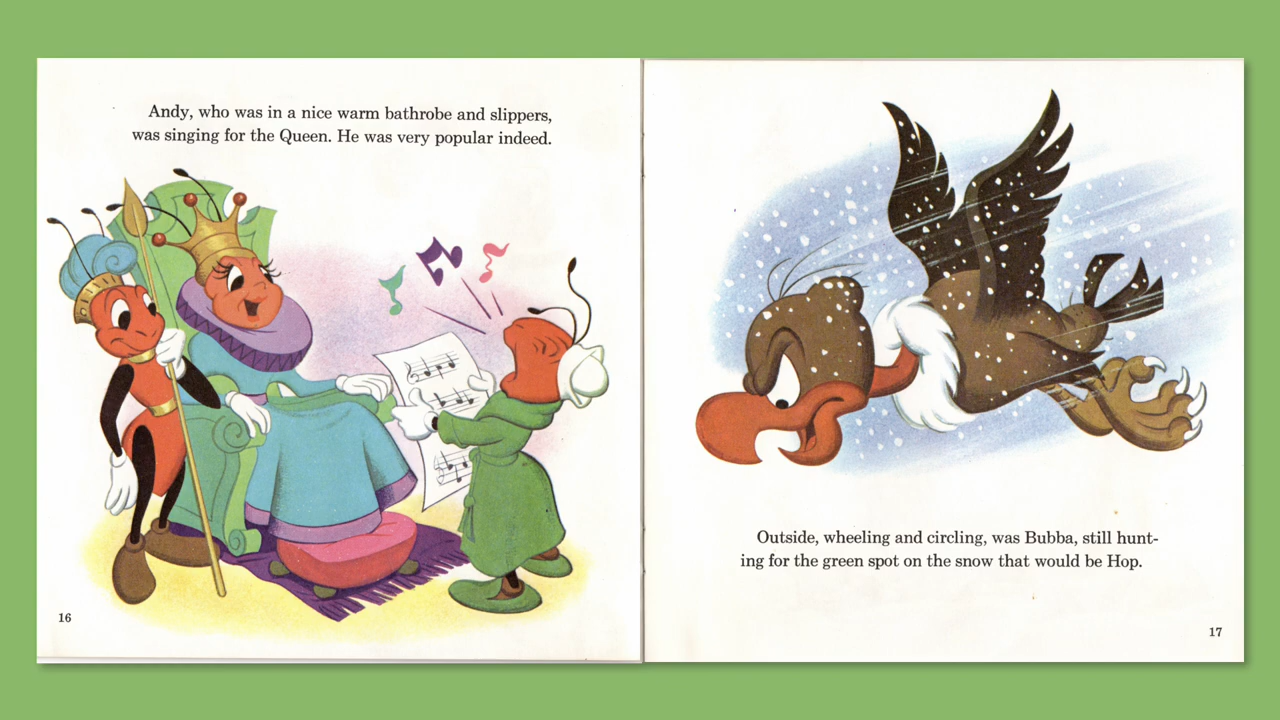 Andy, who was in a nice warm bathrobe and slippers,
was singing for the Queen. He was very popular indeed.
16
Outside, wheeling and circling, was Bubba, still hunt-
ing for the green spot on the snow that would be Hop.
17